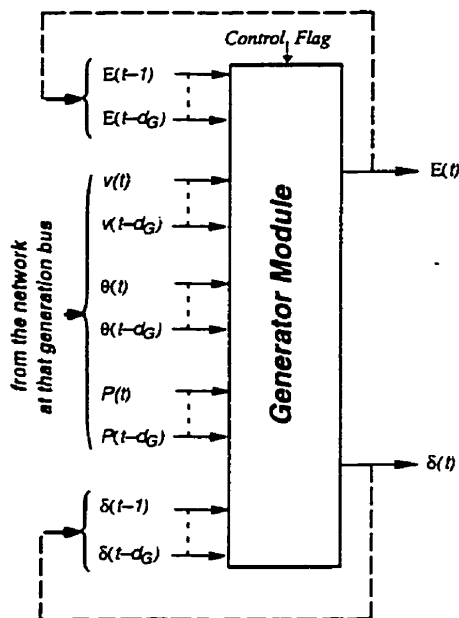 Control Flag
E(t–1)
E(t–d_G)
v(t)
v(t–d_G)
θ(t)
θ(t–d_G)
P(t)
P(t–d_G)
δ(t–1)
δ(t–d_G)
from the network
at that generation bus
Generator Module
E(t)
δ(t)